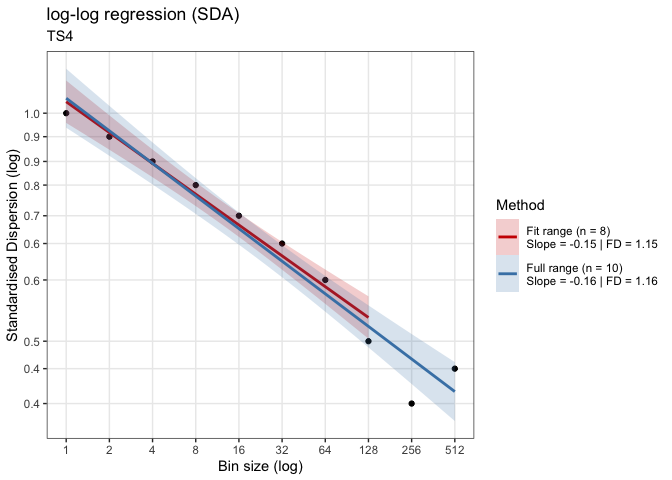 log-log regression (SDA)
TS4
Standardised Dispersion (log)
1.0
0.9
0.9
0.8
0.7
0.6
0.6
0.5
0.4
0.4
1 2 4 8 16 32 64 128 256 512
Bin size (log)
Method
Fit range (n = 8)
Slope = -0.15 | FD = 1.15
Full range (n = 10)
Slope = -0.16 | FD = 1.16